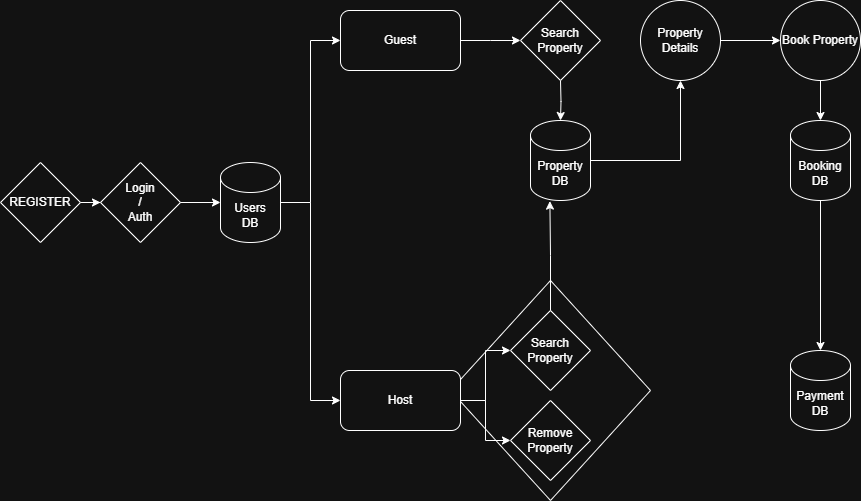 Guest
Search
Property
Property
Details
Book Property
Property
DB
Booking
DB
REGISTER
Login
/
Auth
Users
DB
Search
Property
Host
Remove
Property
Payment
DB